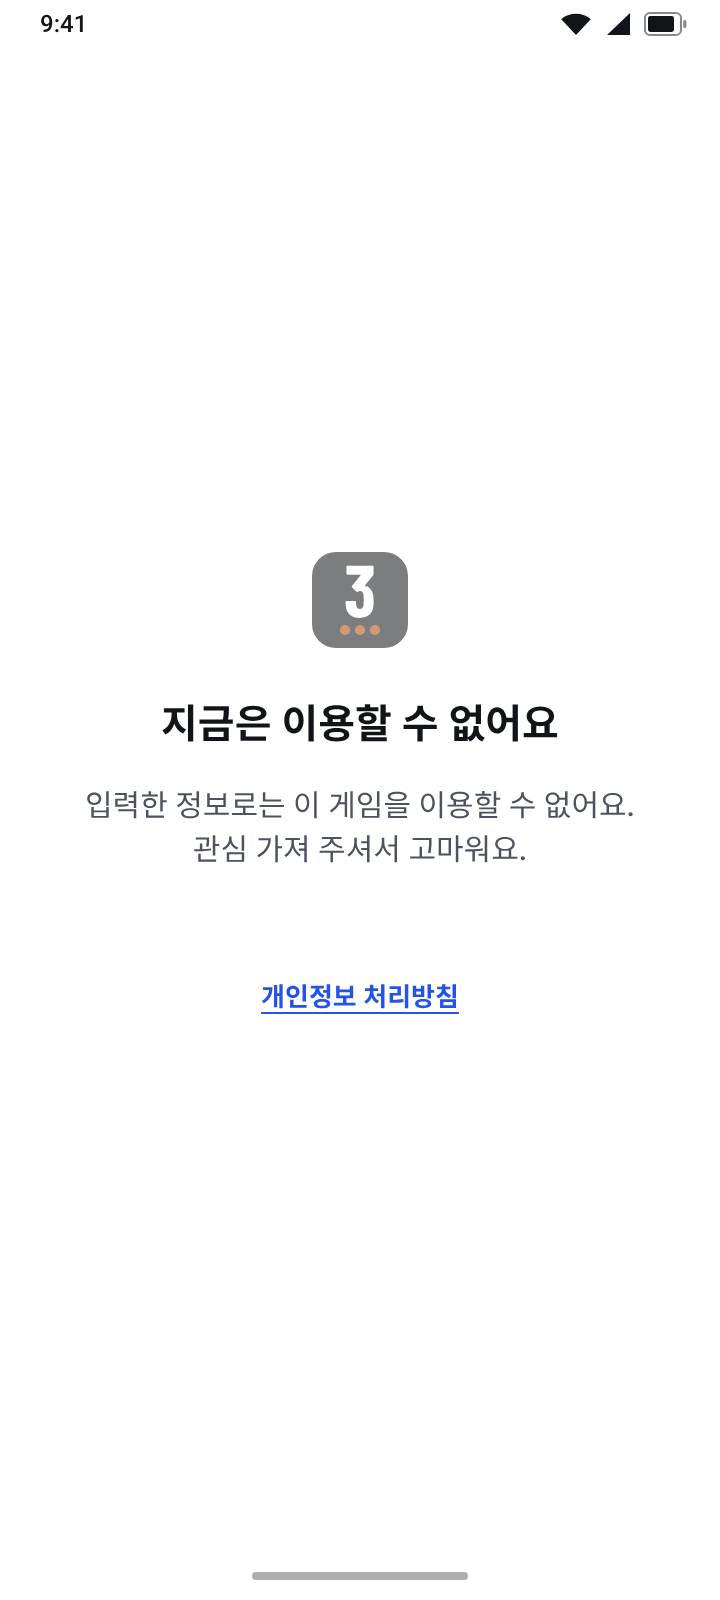 9:41
3
지금은 이용할 수 없어요
입력한 정보로는 이 게임을 이용할 수 없어요.
관심 가져 주셔서 고마워요.
개인정보 처리방침